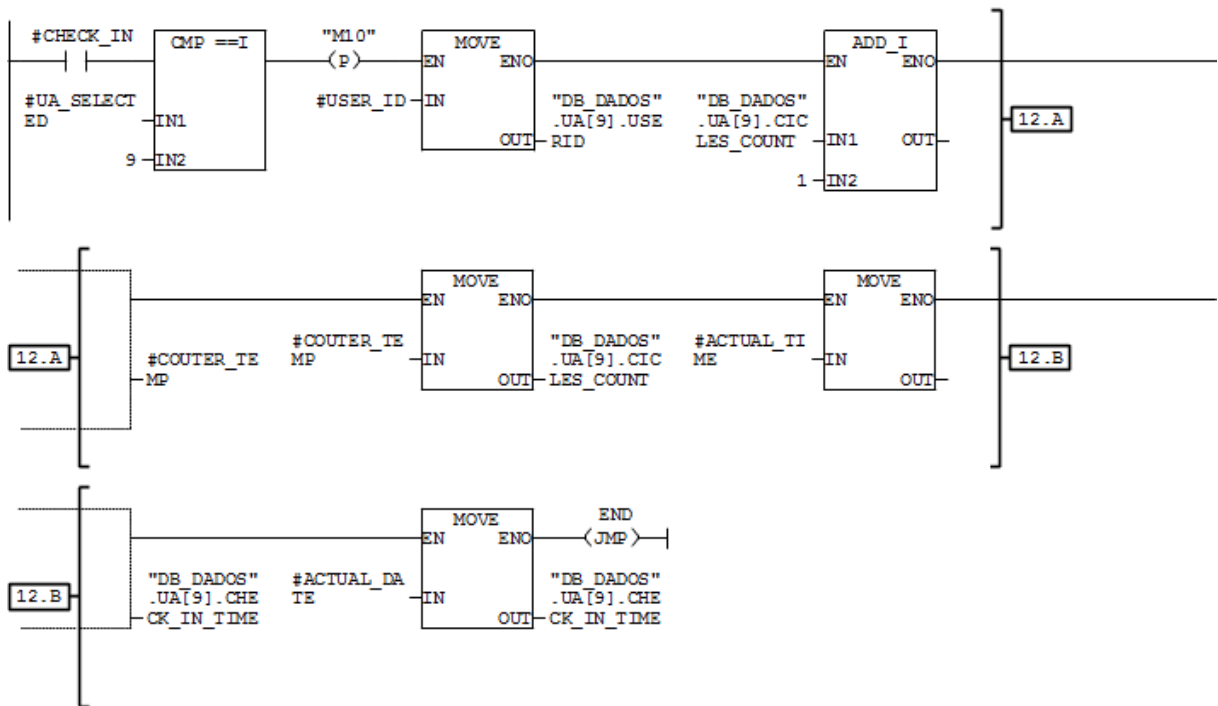 #CHECK_IN
CMP ==I
"M10"
(P)
MOVE
EN ENO
ADD_I
EN ENO
#UA_SELECT
ED
IN1
9
IN2
#USER_ID
IN
OUT
"DB_DADOS"
.UA[9].USE
RID
"DB_DADOS"
.UA[9].CIC
LES_COUNT
IN1
OUT
1
IN2
12.A
12.A
#COUTER_TE
MP
MOVE
EN ENO
#COUTER_TE
MP
IN
OUT
"DB_DADOS"
.UA[9].CIC
LES_COUNT
MOVE
EN ENO
#ACTUAL_TI
ME
IN
OUT
12.B
12.B
"DB_DADOS"
.UA[9].CHE
CK_IN_TIME
MOVE
EN ENO
#ACTUAL_DA
TE
IN
OUT
"DB_DADOS"
.UA[9].CHE
CK_IN_TIME
END
(JMP)